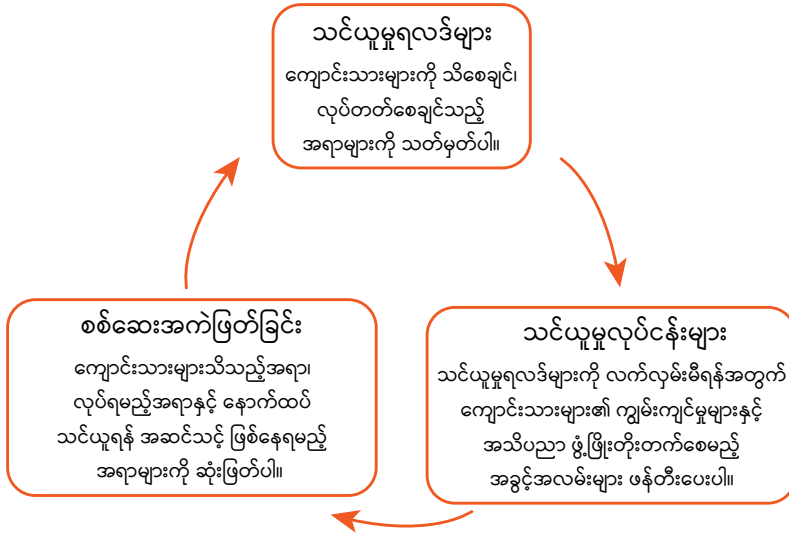 သင်ယူမှုရလဒ်များ
ကျောင်းသားများကို သိစေချင်၊
လုပ်တတ်စေချင်သည့်
အရာများကို သတ်မှတ်ပါ။
သင်ယူမှုလုပ်ငန်းများ
သင်ယူမှုရလဒ်များကို လက်လှမ်းမီရန်အတွက်
ကျောင်းသားများ၏ ကျွမ်းကျင်မှုများနှင့်
အသိပညာ ဖွံ့ဖြိုးတိုးတက်စေမည့်
အခွင့်အလမ်းများ ဖန်တီးပေးပါ။
စစ်ဆေးအကဲဖြတ်ခြင်း
ကျောင်းသားများသိသည့်အရာ၊
လုပ်ရမည့်အရာနှင့် နောက်ထပ်
သင်ယူရန် အဆင်သင့် ဖြစ်နေရမည့်
အရာများကို ဆုံးဖြတ်ပါ။